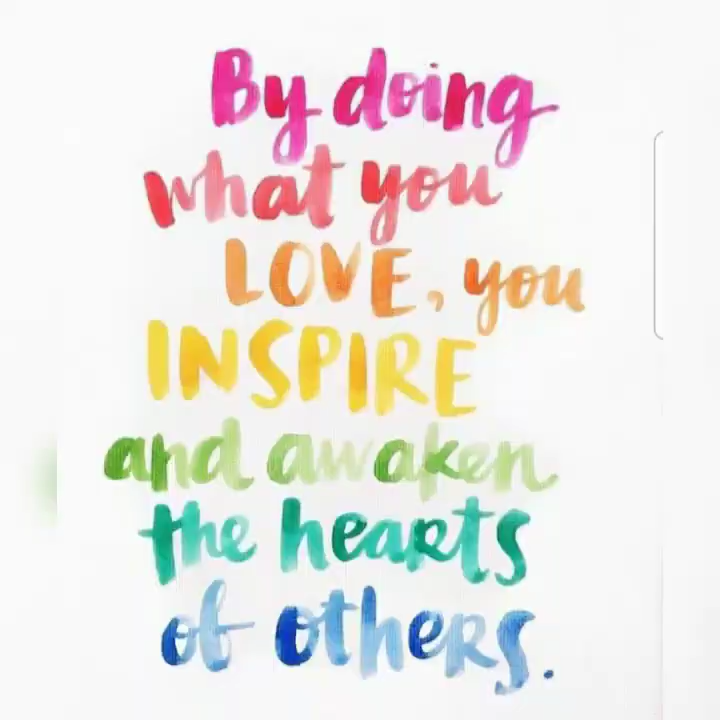 By doing
what you
LOVE, you
INSPIRE
and awaken
the hearts
of others.